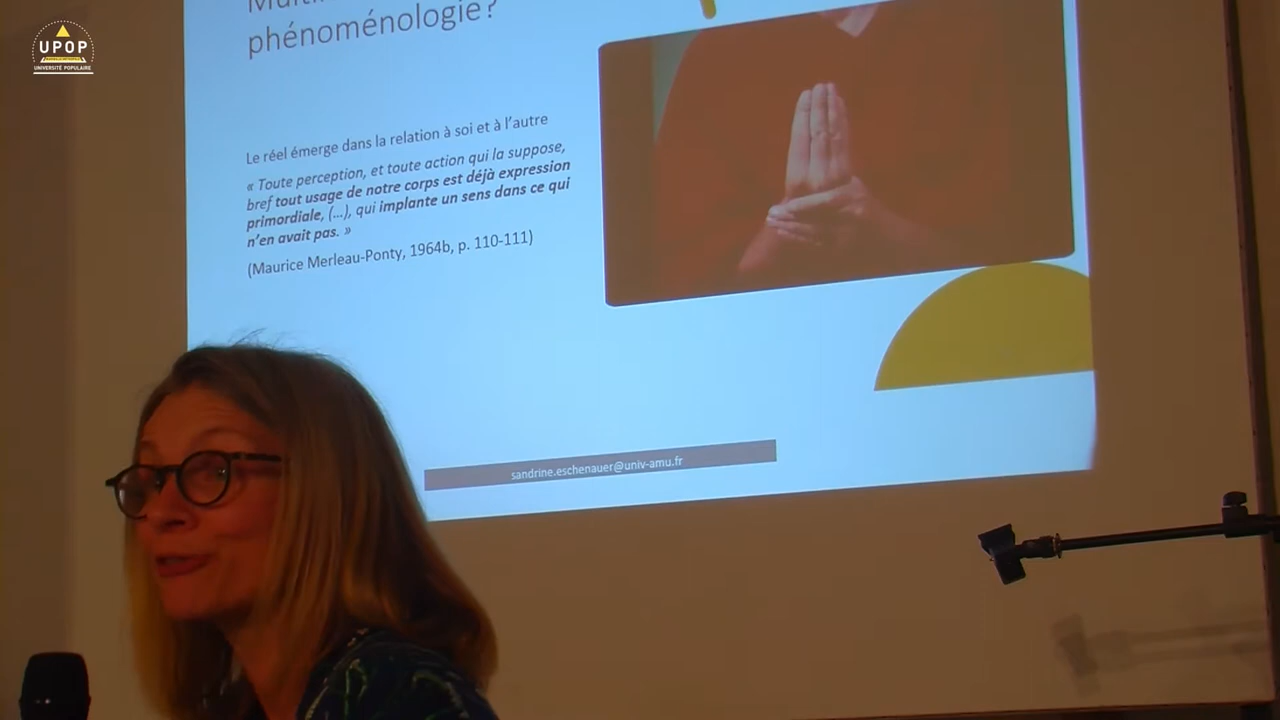 UPOP
UNIVERSITÉ POPULAIRE
phénoménologie?
Le réel émerge dans la relation à soi et à l'autre
« Toute perception, et toute action qui la suppose,
bref tout usage de notre corps est déjà expression
primordiale, (...), qui implante un sens dans ce qui
n'en avait pas. »
(Maurice Merleau-Ponty, 1964b, p. 110-111)
sandrine.eschenauer@univ-amu.fr